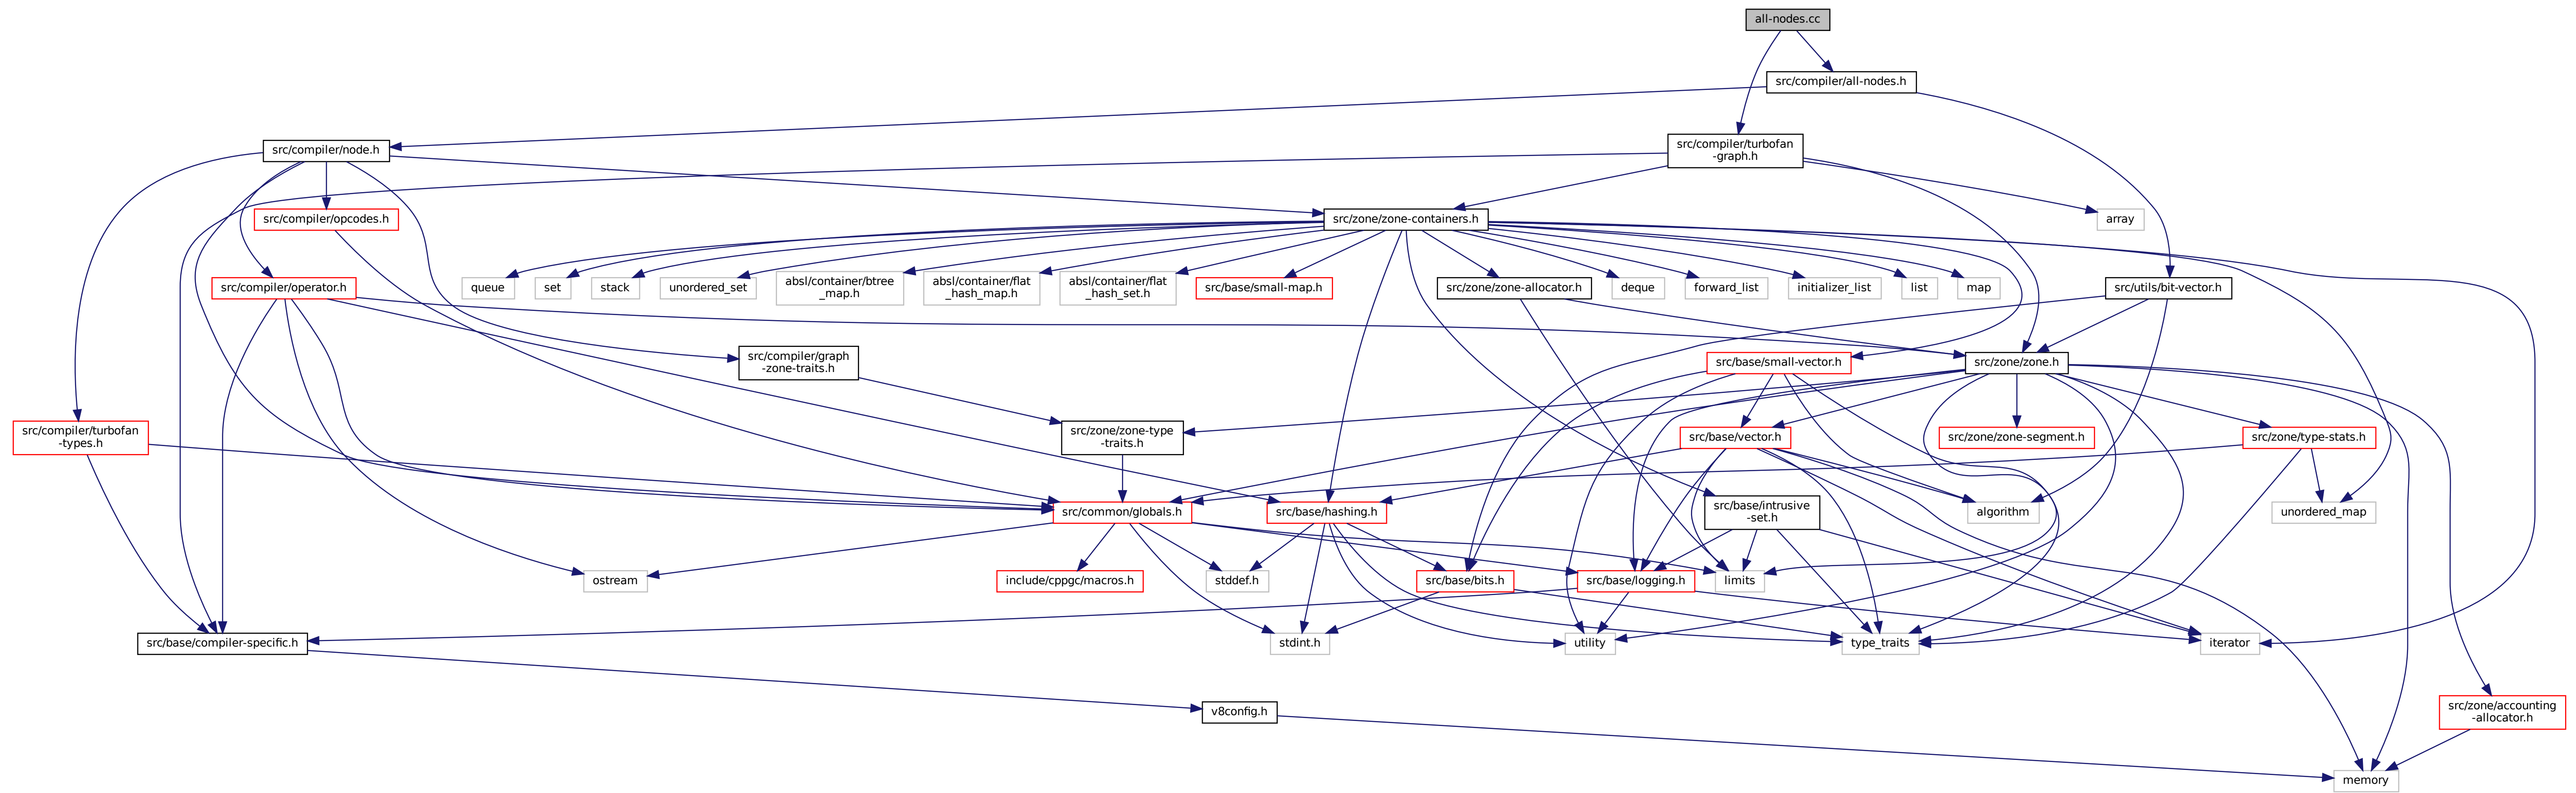 all-nodes.cc
src/compiler/all-nodes.h
src/compiler/node.h
src/compiler/turbofan
-graph.h
src/compiler/opcodes.h
src/zone/zone-containers.h
array
src/compiler/operator.h
queue
set
stack
unordered_set
absl/container/btree
_map.h
absl/container/flat
_hash_map.h
absl/container/flat
_hash_set.h
src/base/small-map.h
src/zone/zone-allocator.h
deque
forward_list
initializer_list
list
map
src/utils/bit-vector.h
src/compiler/graph
-zone-traits.h
src/base/small-vector.h
src/zone/zone.h
src/compiler/turbofan
-types.h
src/zone/zone-type
-traits.h
src/base/vector.h
src/zone/zone-segment.h
src/zone/type-stats.h
src/common/globals.h
src/base/hashing.h
src/base/intrusive
-set.h
algorithm
unordered_map
ostream
include/cppgc/macros.h
stddef.h
src/base/bits.h
src/base/logging.h
limits
src/base/compiler-specific.h
stdint.h
utility
type_traits
iterator
v8config.h
src/zone/accounting
-allocator.h
memory